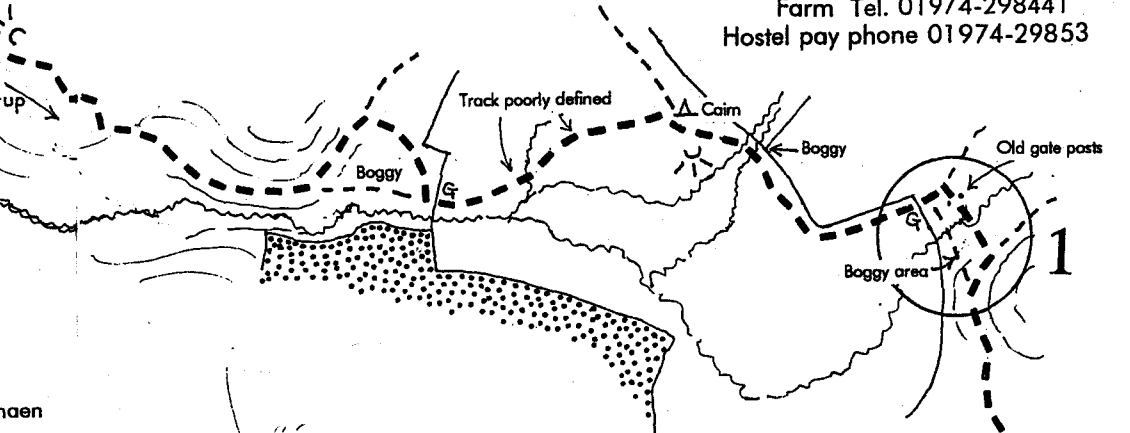 Farm Tel. 01974-298441
Hostel pay phone 01974-29853
C
up
Track poorly defined
Cairn
Boggy
Boggy
G
Old gate posts
G
Boggy area
1
haen